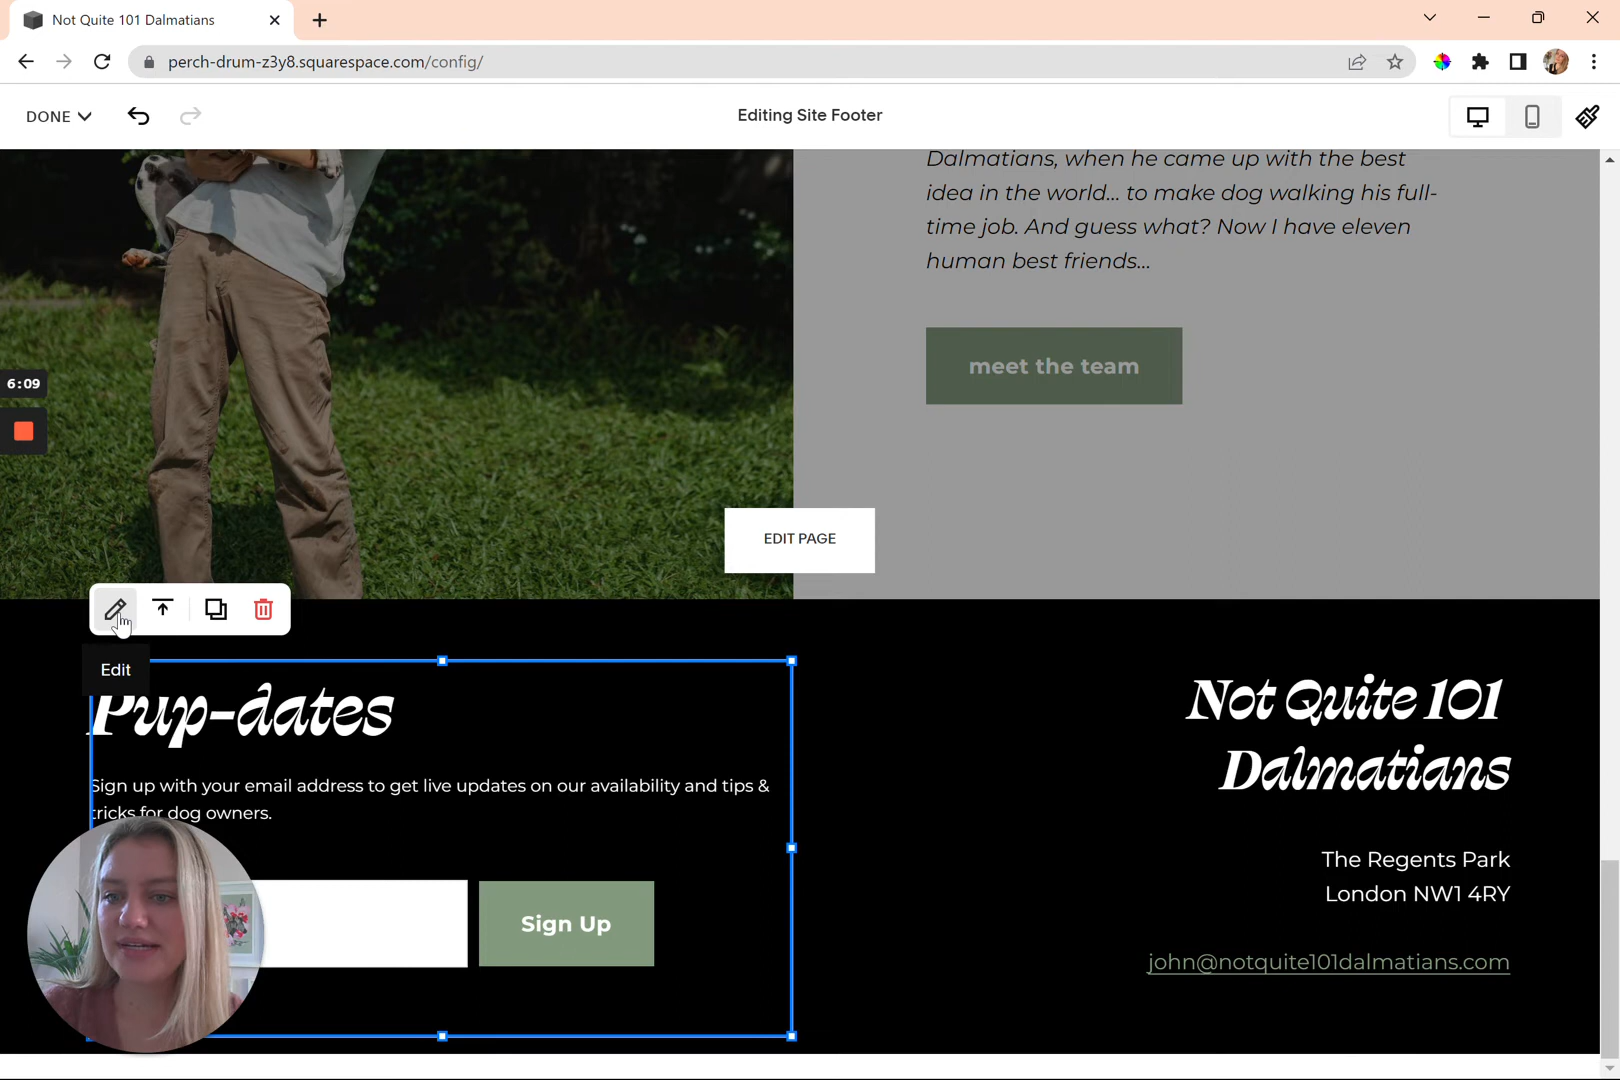 Not Quite 101 Dalmatians
perch-drum-z3y8.squarespace.com/config/
DONE
Editing Site Footer
Dalmatians, when he came up with the best
idea in the world... to make dog walking his full-
time job. And guess what? Now I have eleven
human best friends...
meet the team
6:09
EDIT PAGE
Edit
Pup-dates
Sign up with your email address to get live updates on our availability and tips &
tricks for dog owners.
Sign Up
Not Quite 101
Dalmatians
The Regents Park
London NW1 4RY
john@notquite101dalmatians.com